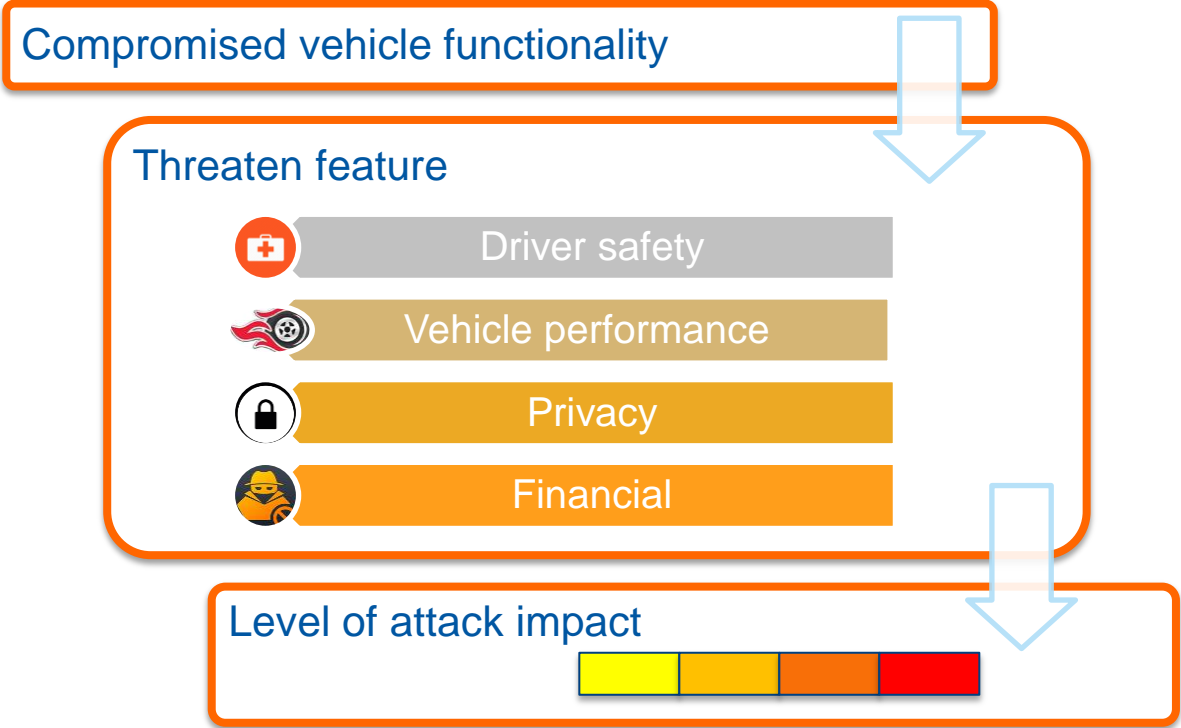 Compromised vehicle functionality
Threaten feature
Driver safety
Vehicle performance
Privacy
Financial
Level of attack impact